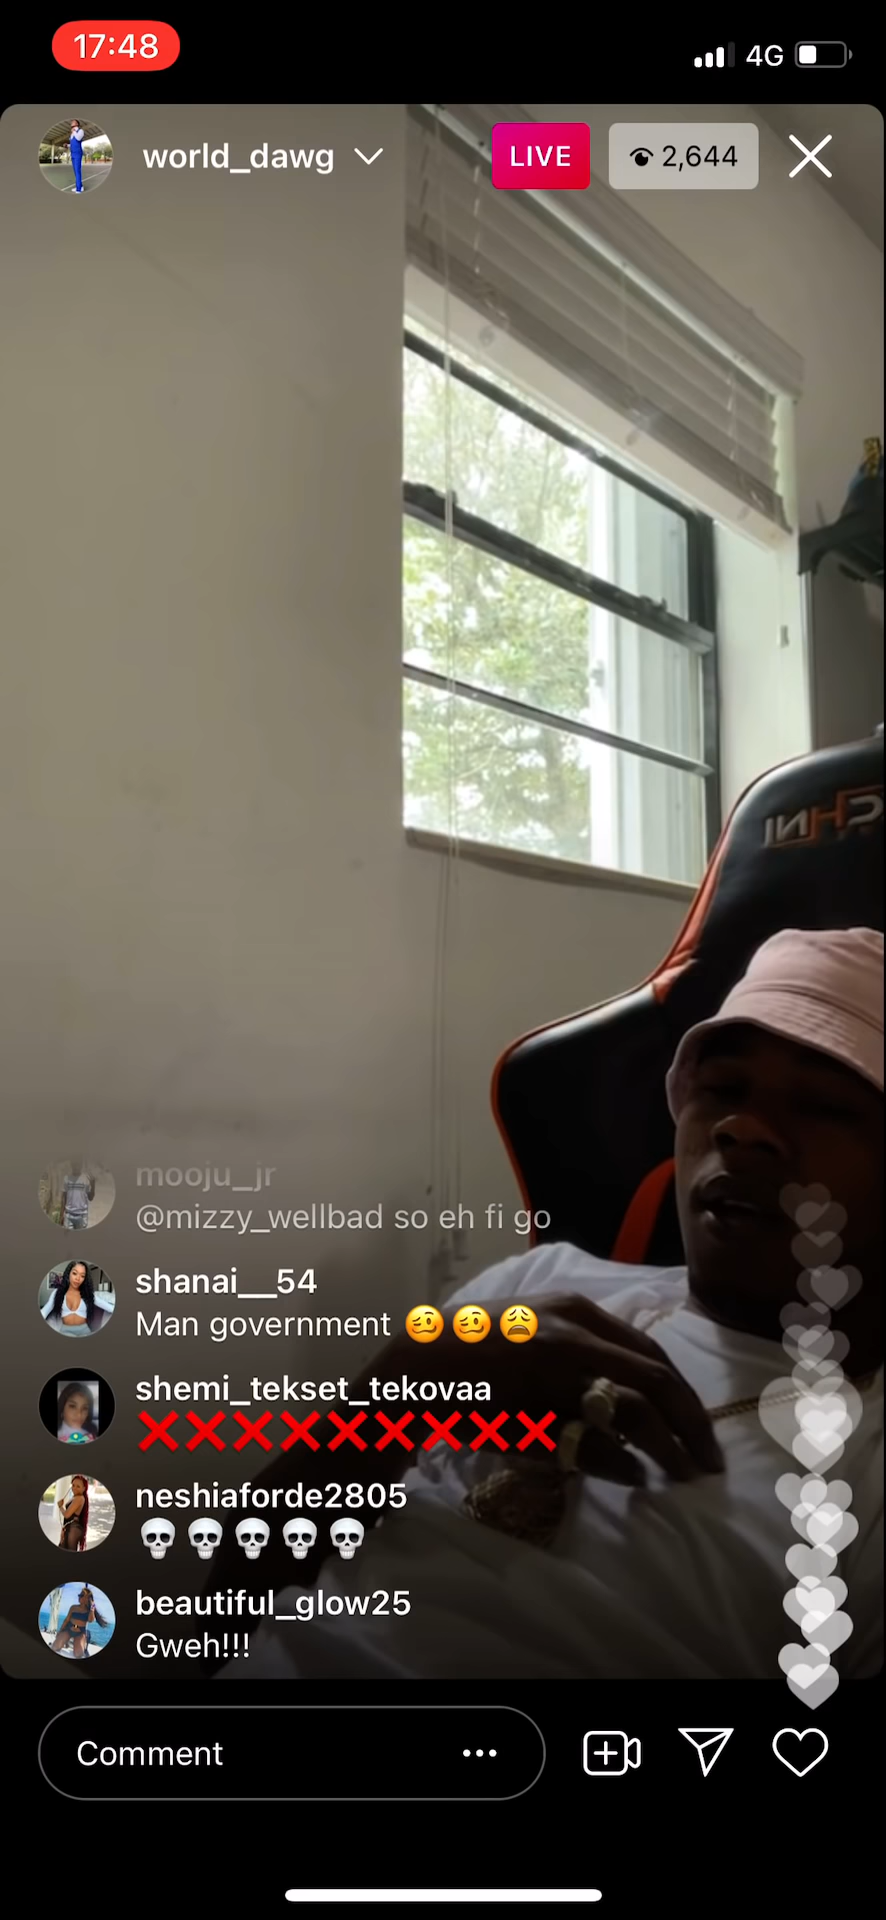 17:48
4G
world_dawg
LIVE
2,644
mooju_jr
@mizzy_wellbad so eh fi go
shanai__54
Man government 🥴🥴😩
shemi_tekset_tekovaa
❌❌❌❌❌❌❌❌❌
neshiaforde2805
💀💀💀💀💀
beautiful_glow25
Gweh!!!
Comment